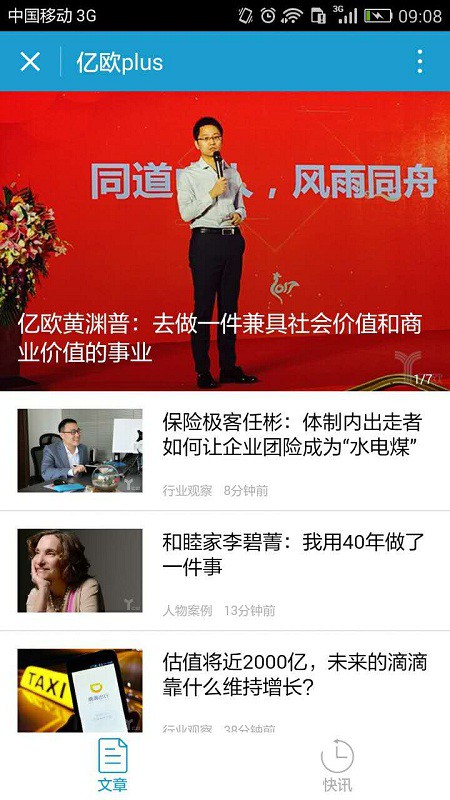 中国移动 3G
3G
09:08
亿欧plus
同道
，风雨同舟
2017
亿欧黄渊普：去做一件兼具社会价值和商
业价值的事业
1/7
保险极客任彬：体制内出走者
如何让企业团险成为“水电煤”
行业观察 8分钟前
和睦家李碧菁：我用40年做了
一件事
人物案例 13分钟前
TAXI
滴滴出行
估值将近2000亿，未来的滴滴
靠什么维持增长?
行业观察 38分钟前
文章
快讯